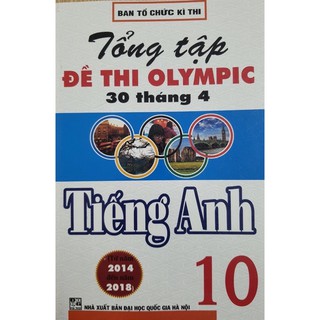 BAN TỔ CHỨC KÌ THI
Tổng tập
ĐỀ THI OLYMPIC
30 tháng 4
Tiếng Anh
2014
2018
10
NHÀ XUẤT BẢN ĐẠI HỌC QUỐC GIA HÀ NỘI